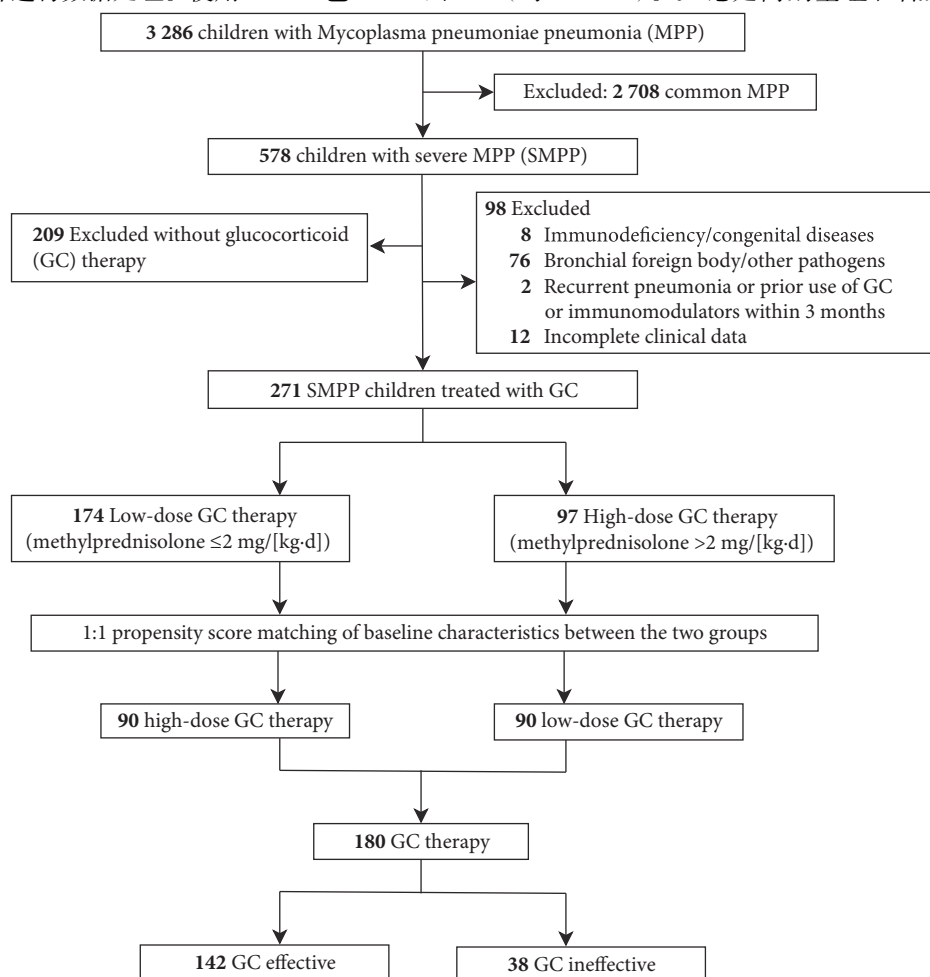 3 286 children with Mycoplasma pneumoniae pneumonia (MPP)
Excluded: 2 708 common MPP
578 children with severe MPP (SMPP)
209 Excluded without glucocorticoid
(GC) therapy
98 Excluded
8 Immunodeficiency/congenital diseases
76 Bronchial foreign body/other pathogens
2 Recurrent pneumonia or prior use of GC
or immunomodulators within 3 months
12 Incomplete clinical data
271 SMPP children treated with GC
174 Low-dose GC therapy
(methylprednisolone ≤2 mg/[kg·d])
97 High-dose GC therapy
(methylprednisolone >2 mg/[kg·d])
1:1 propensity score matching of baseline characteristics between the two groups
90 high-dose GC therapy
90 low-dose GC therapy
180 GC therapy
142 GC effective
38 GC ineffective